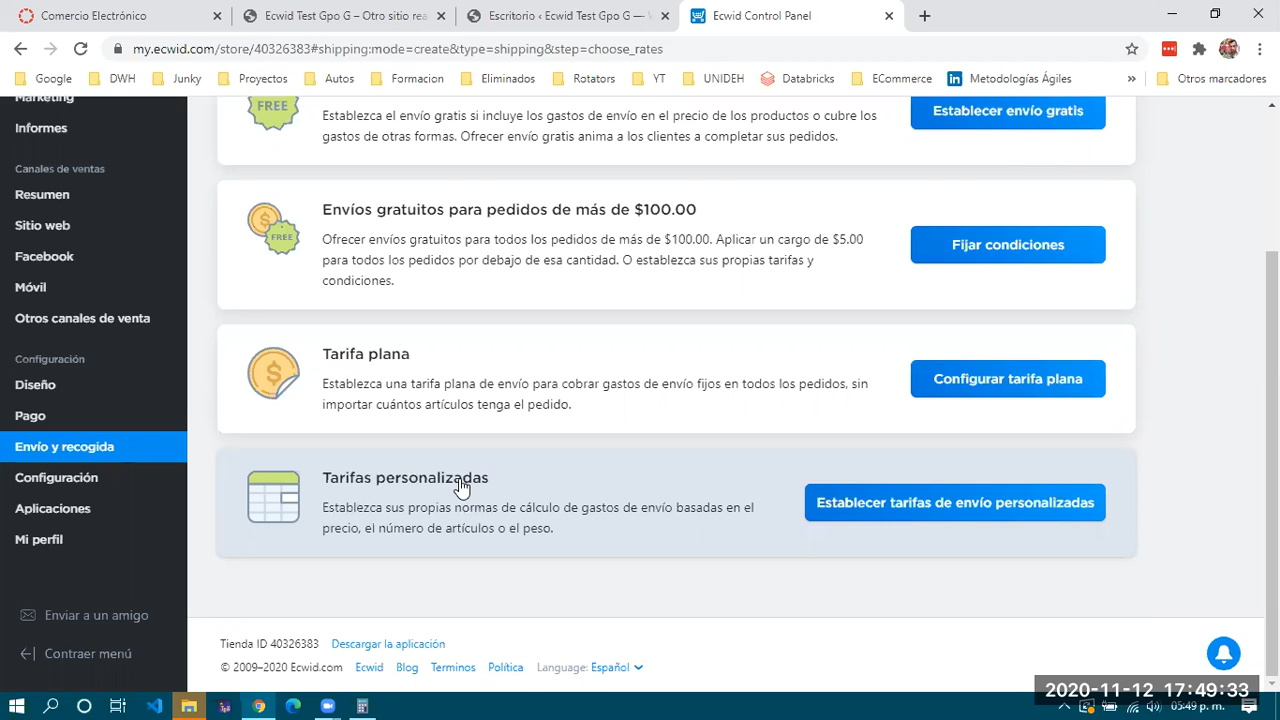 Comercio Electrónico
Ecwid Test Gpo G – Otro sitio re
Escritorio ‹ Ecwid Test Gpo G —
Ecwid Control Panel
my.ecwid.com/store/40326383#shipping:mode=create&type=shipping&step=choose_rates
Google
DWH
Junky
Proyectos
Autos
Formacion
Eliminados
Rotators
YT
UNIDEH
Databricks
ECommerce
Metodologías Ágiles
»
Otros marcadores
Marketing
Informes
Canales de ventas
Resumen
Sitio web
Facebook
Móvil
Otros canales de venta
Configuración
Diseño
Pago
Envío y recogida
Configuración
Aplicaciones
Mi perfil
Enviar a un amigo
Contraer menú
FREE
Establezca el envío gratis si incluye los gastos de envío en el precio de los productos o cubre los
gastos de otras formas. Ofrecer envío gratis anima a los clientes a completar sus pedidos.
Establecer envío gratis
FREE
Envíos gratuitos para pedidos de más de $100.00
Ofrecer envíos gratuitos para todos los pedidos de más de $100.00. Aplicar un cargo de $5.00
para todos los pedidos por debajo de esa cantidad. O establezca sus propias tarifas y
condiciones.
Fijar condiciones
Tarifa plana
Establezca una tarifa plana de envío para cobrar gastos de envío fijos en todos los pedidos, sin
importar cuántos artículos tenga el pedido.
Configurar tarifa plana
Tarifas personalizadas
Establezca sus propias normas de cálculo de gastos de envío basadas en el
precio, el número de artículos o el peso.
Establecer tarifas de envío personalizadas
Tienda ID 40326383 Descargar la aplicación
© 2009–2020 Ecwid.com Ecwid Blog Terminos Política Language: Español
2020-11-12 17:49:33
05:49 p. m.